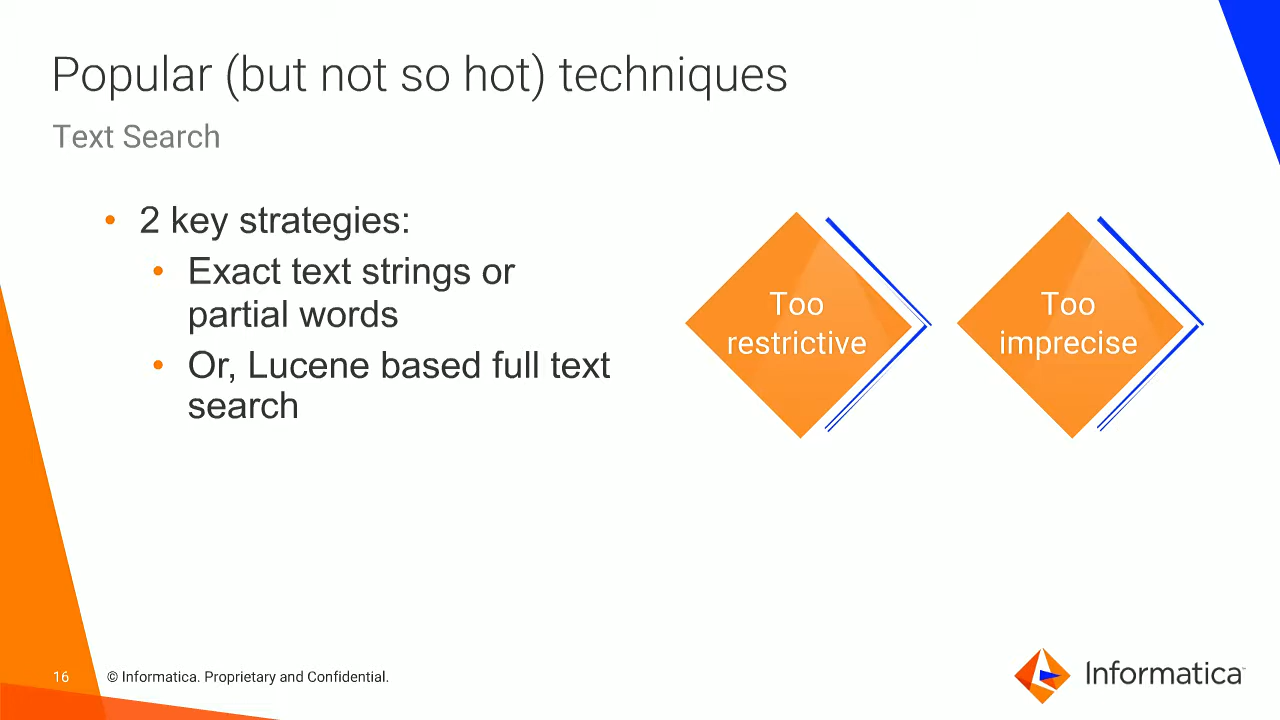 Popular (but not so hot) techniques
Text Search
• 2 key strategies:
• Exact text strings or
partial words
• Or, Lucene based full text
search
Too
restrictive
Too
imprecise
16
© Informatica. Proprietary and Confidential.
Informatica